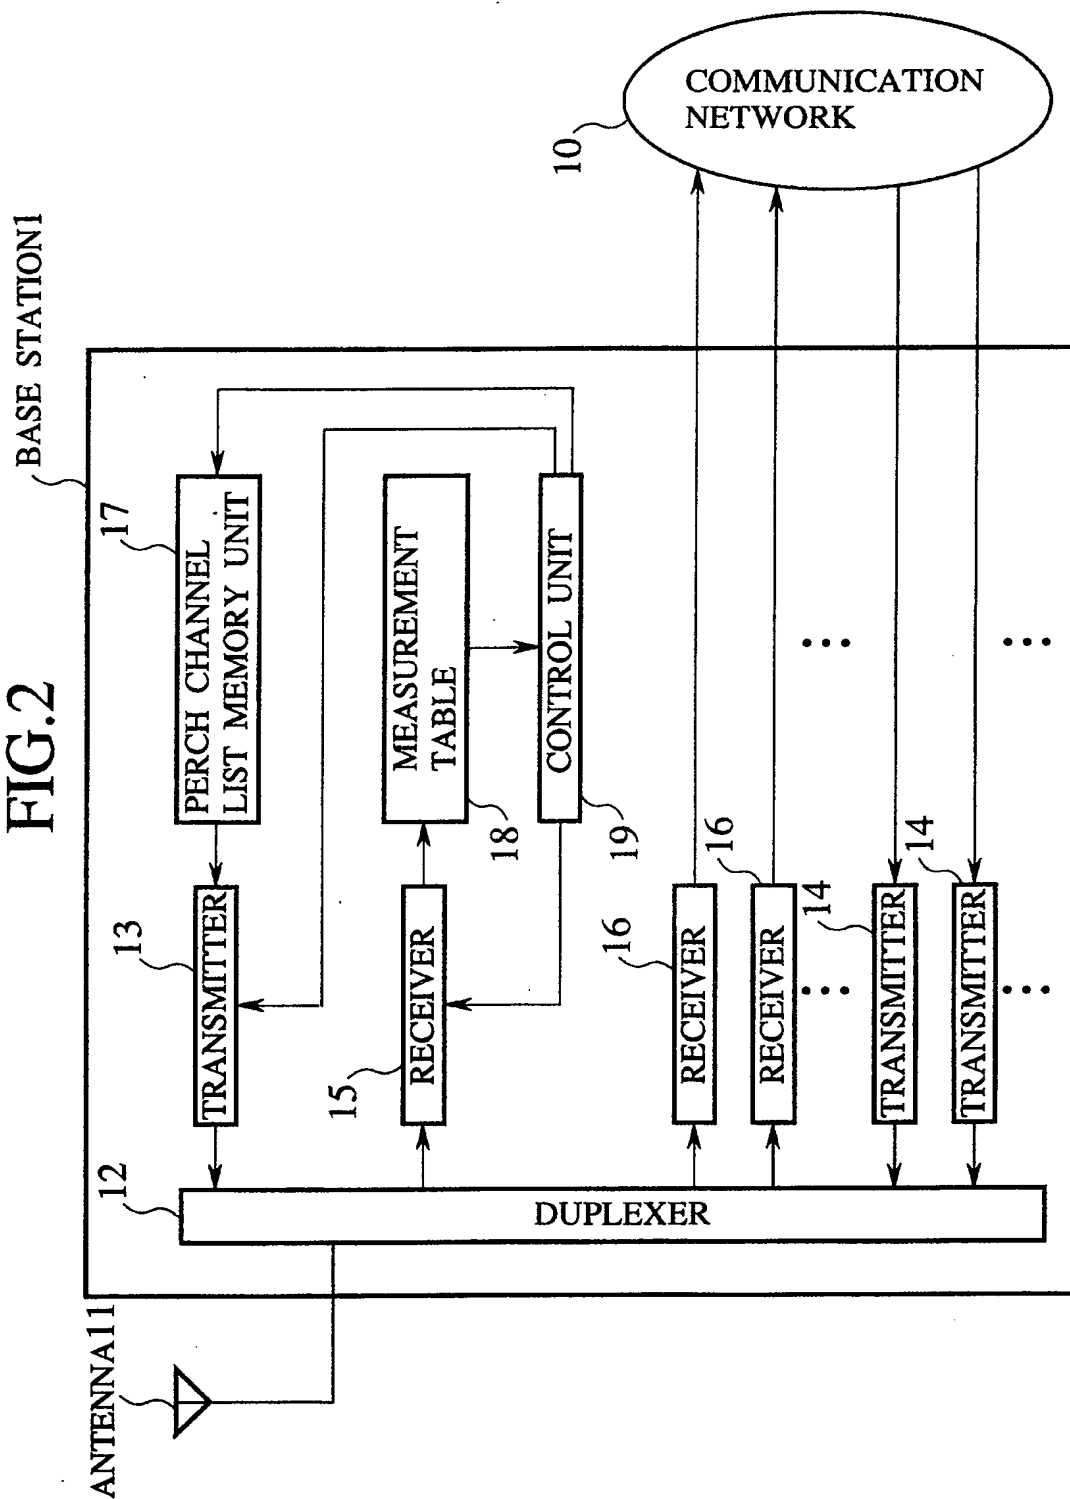 FIG.2
BASE STATION1
17
PERCH CHANNEL
LIST MEMORY UNIT
13
TRANSMITTER
MEASUREMENT
TABLE
18
15
RECEIVER
CONTROL UNIT
19
12
DUPLEXER
ANTENNA11
16
RECEIVER
16
RECEIVER
14
TRANSMITTER
14
TRANSMITTER
10
COMMUNICATION
NETWORK